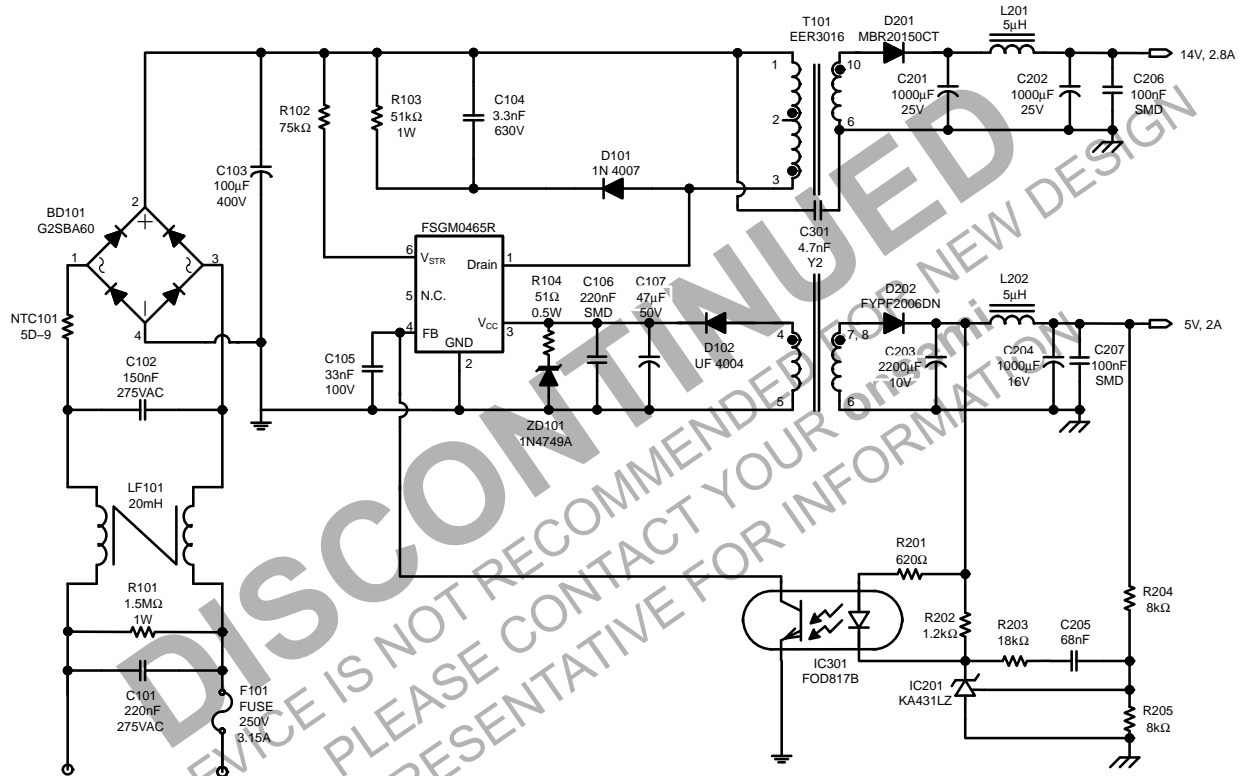 T101
EER3016
D201
MBR20150CT
L201
5μH
14V, 2.8A
1
2
3
10
6
C201
1000μF
25V
C202
1000μF
25V
C206
100nF
SMD
R102
75kΩ
R103
51kΩ
1W
C104
3.3nF
630V
D101
1N 4007
C103
100μF
400V
BD101
G2SBA60
2
1
3
4
C301
4.7nF
Y2
FSGM0465R
6
VSTR
Drain
1
5
N.C.
4
FB
VCC
3
GND
2
R104
51Ω
0.5W
C106
220nF
SMD
C107
47μF
50V
D102
UF 4004
4
5
7, 8
6
D202
FYPF2006DN
L202
5μH
5V, 2A
C203
2200μF
10V
C204
1000μF
16V
C207
100nF
SMD
NTC101
5D–9
C102
150nF
275VAC
C105
33nF
100V
ZD101
1N4749A
LF101
20mH
R101
1.5MΩ
1W
C101
220nF
275VAC
F101
FUSE
250V
3.15A
R201
620Ω
R202
1.2kΩ
R203
18kΩ
C205
68nF
R204
8kΩ
IC301
FOD817B
IC201
KA431LZ
R205
8kΩ
DISCONTINUED
EVICE IS NOT RECOMMENDED FOR NEW DESIGN
PLEASE CONTACT YOUR onsemi
RESENTATIVE FOR INFORMATION